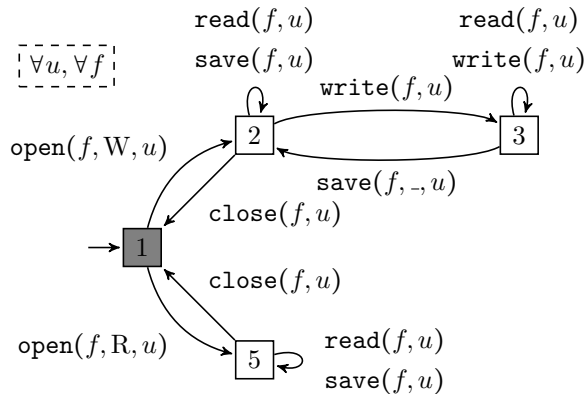 read(f, u)
save(f, u)
read(f, u)
write(f, u)
∀u, ∀f
write(f, u)
2
3
open(f, W, u)
save(f, _, u)
close(f, u)
1
close(f, u)
open(f, R, u)
5
read(f, u)
save(f, u)